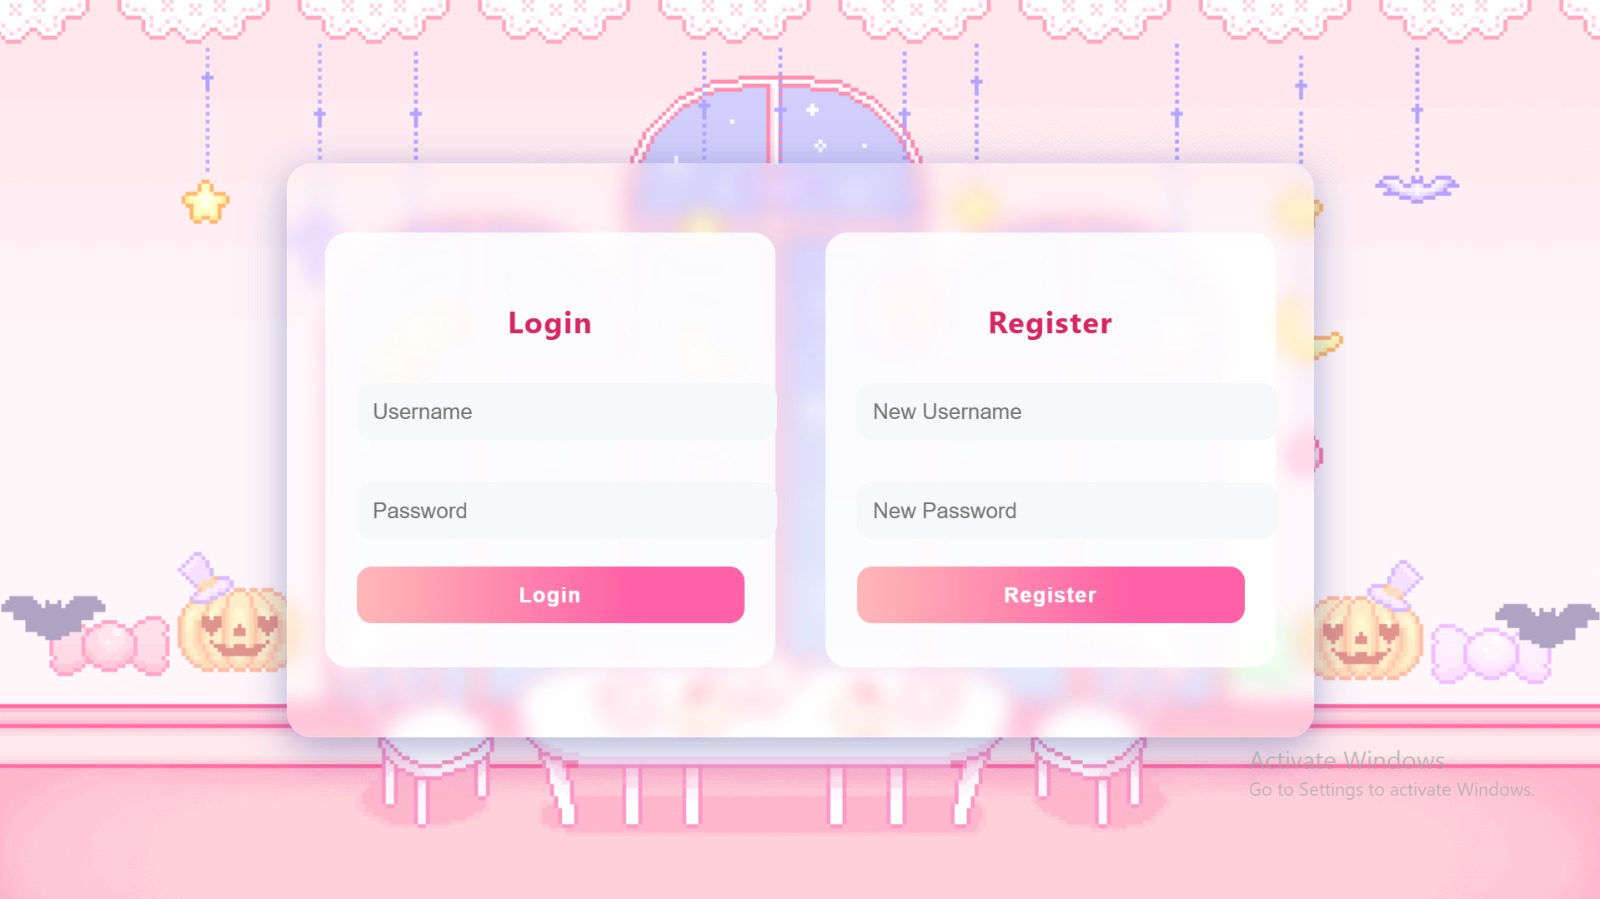 Login
Username
Password
Login
Register
New Username
New Password
Register
Activate Windows
Go to Settings to activate Windows.